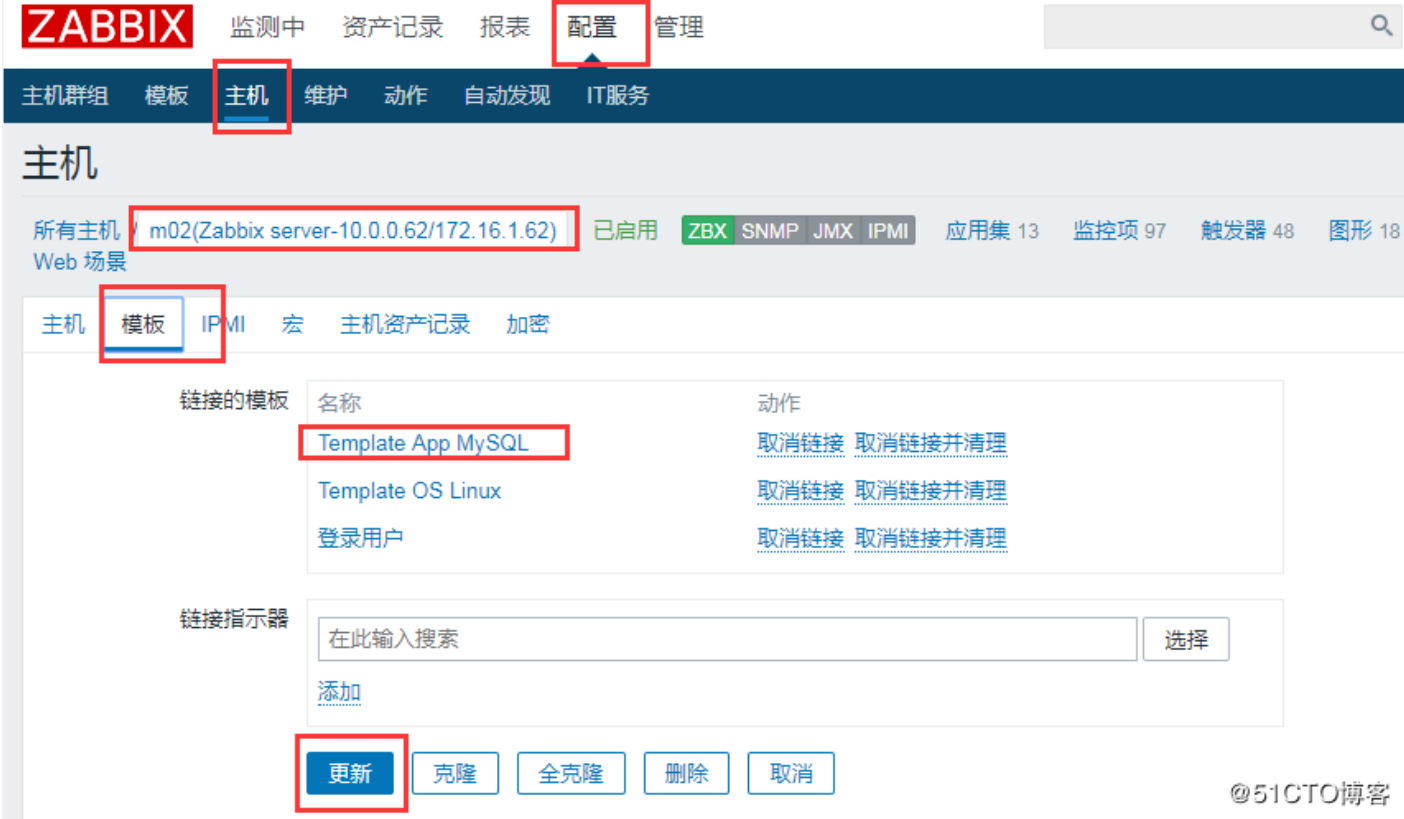 ZABBIX 监测中 资产记录 报表 配置 管理
主机群组 模板 主机 维护 动作 自动发现 IT服务
主机
所有主机 / m02(Zabbix server-10.0.0.62/172.16.1.62) 已启用 ZBX SNMP JMX IPMI 应用集 13 监控项 97 触发器 48 图形 18
Web 场景
主机 模板 IPMI 宏 主机资产记录 加密
链接的模板 名称 动作
Template App MySQL 取消链接 取消链接并清理
Template OS Linux 取消链接 取消链接并清理
登录用户 取消链接 取消链接并清理
链接指示器
在此输入搜索 选择
添加
更新 克隆 全克隆 删除 取消
@51CTO博客